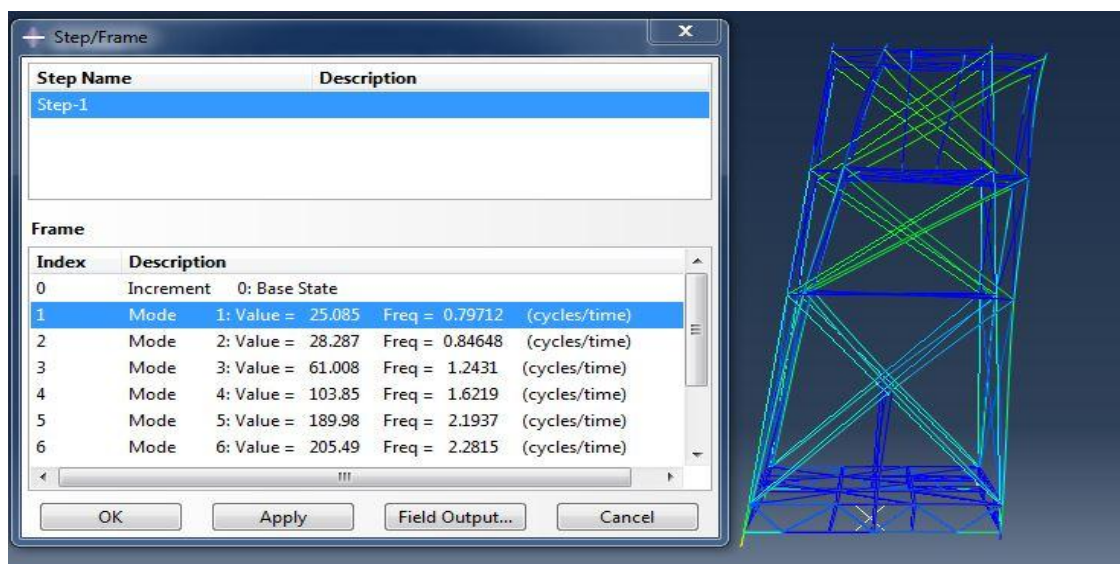 Step/Frame
Step Name Description
Step-1
Frame
Index Description
0 Increment 0: Base State
1 Mode 1: Value = 25.085 Freq = 0.79712 (cycles/time)
2 Mode 2: Value = 28.287 Freq = 0.84648 (cycles/time)
3 Mode 3: Value = 61.008 Freq = 1.2431 (cycles/time)
4 Mode 4: Value = 103.85 Freq = 1.6219 (cycles/time)
5 Mode 5: Value = 189.98 Freq = 2.1937 (cycles/time)
6 Mode 6: Value = 205.49 Freq = 2.2815 (cycles/time)
OK Apply Field Output... Cancel